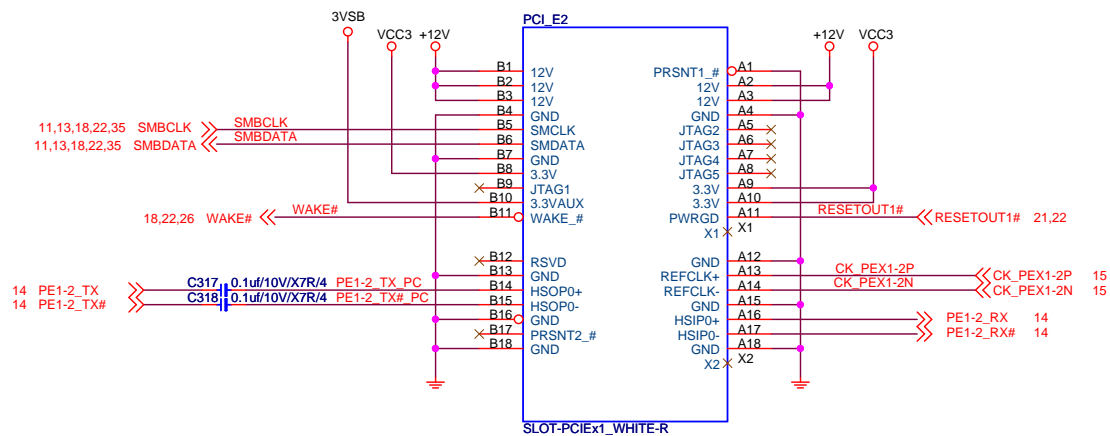 PCI_E2
3VSB
VCC3
+12V
+12V
VCC3
B1 12V PRSNT1_# A1
B2 12V 12V A2
B3 12V 12V A3
B4 GND GND A4
11,13,18,22,35 SMBCLK SMBCLK B5 SMCLK JTAG2 A5
11,13,18,22,35 SMBDATA SMBDATA B6 SMDATA JTAG3 A6
B7 GND JTAG4 A7
B8 3.3V JTAG5 A8
B9 JTAG1 3.3V A9
B10 3.3VAUX 3.3V A10
18,22,26 WAKE# WAKE# B11 WAKE_# PWRGD A11 RESETOUT1# RESETOUT1# 21,22
X1 X1
B12 RSVD GND A12
B13 GND REFCLK+ A13 CK_PEX1-2P CK_PEX1-2P 15
14 PE1-2_TX C317 0.1uf/10V/X7R/4 PE1-2_TX_PC B14 HSOP0+ REFCLK- A14 CK_PEX1-2N CK_PEX1-2N 15
14 PE1-2_TX# C318 0.1uf/10V/X7R/4 PE1-2_TX#_PC B15 HSOP0- GND A15
B16 GND HSIP0+ A16 PE1-2_RX 14
B17 PRSNT2_# HSIP0- A17 PE1-2_RX# 14
B18 GND GND A18
X2 X2
SLOT-PCIEx1_WHITE-R